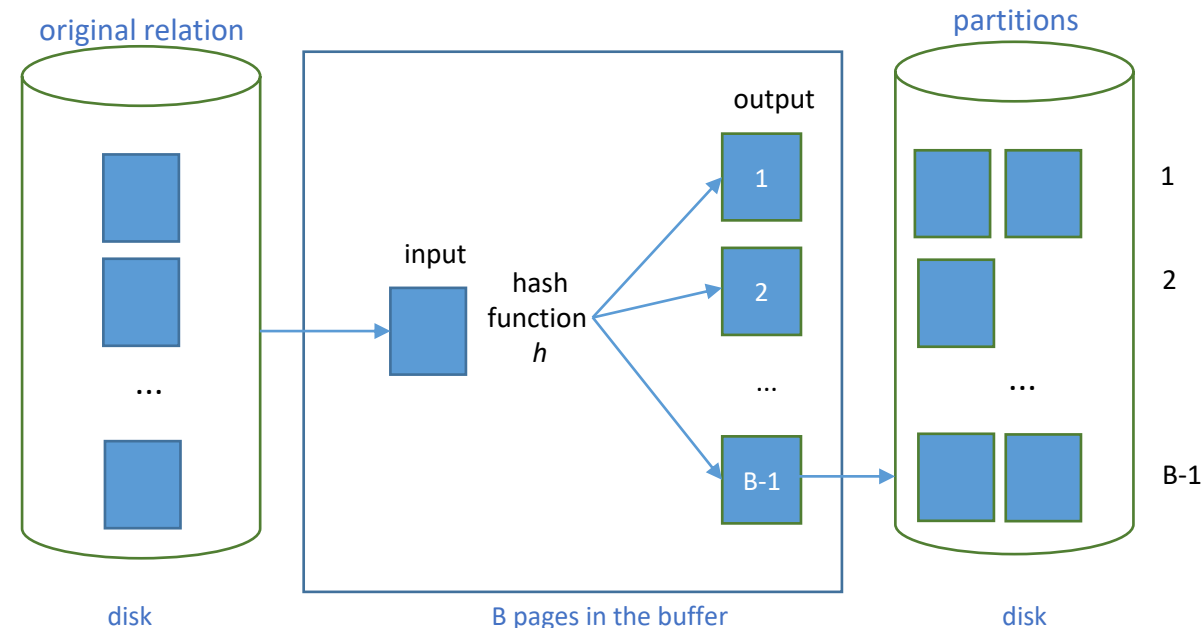 original relation
partitions
output
1
1
input
2
2
hash
function
h
...
...
...
B-1
B-1
disk
B pages in the buffer
disk